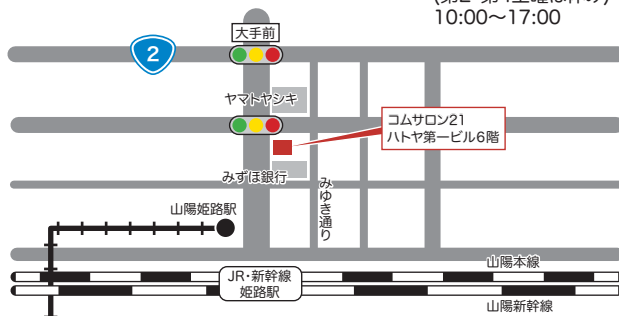 10:00〜17:00
大手前
2
ヤマトヤシキ
コムサロン21
ハトヤ第一ビル6階
みずほ銀行
みゆき通り
山陽姫路駅
山陽本線
JR・新幹線
姫路駅
山陽新幹線